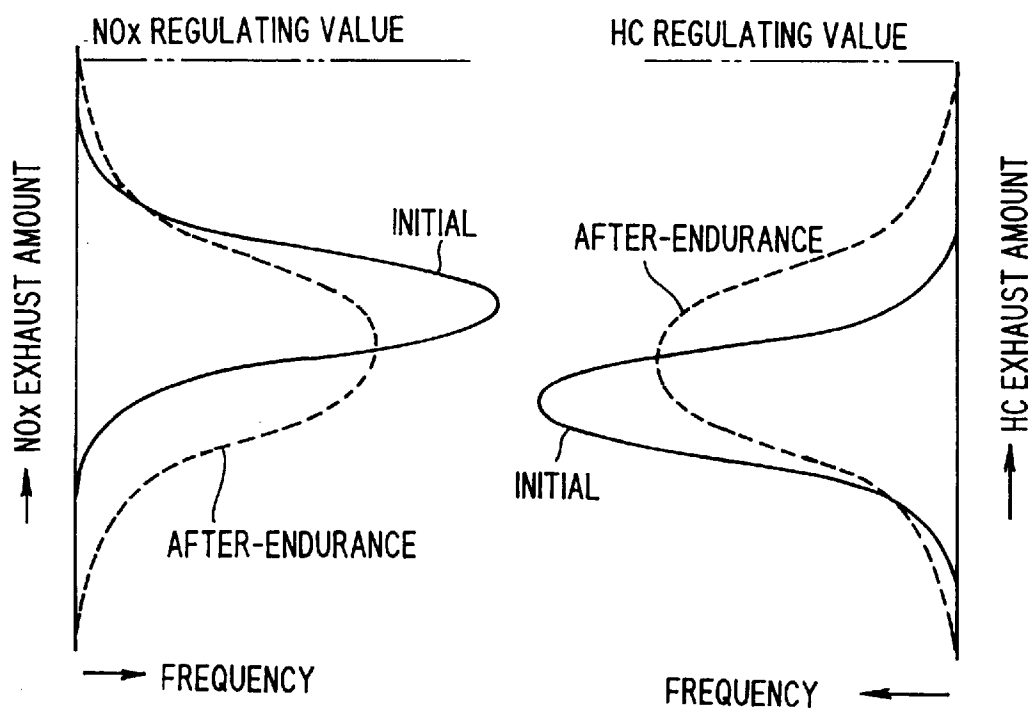 NOx REGULATING VALUE
HC REGULATING VALUE
NOx EXHAUST AMOUNT
INITIAL
AFTER-ENDURANCE
FREQUENCY
AFTER-ENDURANCE
INITIAL
HC EXHAUST AMOUNT
FREQUENCY